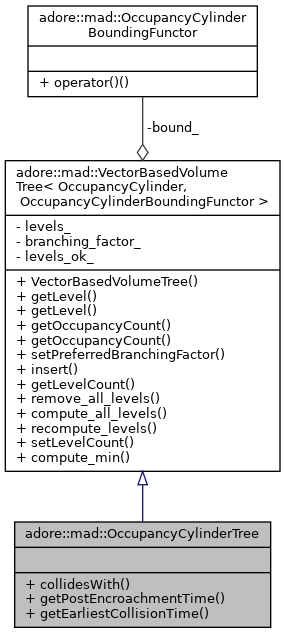 adore::mad::OccupancyCylinder
BoundingFunctor
+ operator()()
-bound_
adore::mad::VectorBasedVolume
Tree< OccupancyCylinder,
OccupancyCylinderBoundingFunctor >
- levels_
- branching_factor_
- levels_ok_
+ VectorBasedVolumeTree()
+ getLevel()
+ getLevel()
+ getOccupancyCount()
+ getOccupancyCount()
+ setPreferredBranchingFactor()
+ insert()
+ getLevelCount()
+ remove_all_levels()
+ compute_all_levels()
+ recompute_levels()
+ setLevelCount()
+ compute_min()
adore::mad::OccupancyCylinderTree
+ collidesWith()
+ getPostEncroachmentTime()
+ getEarliestCollisionTime()